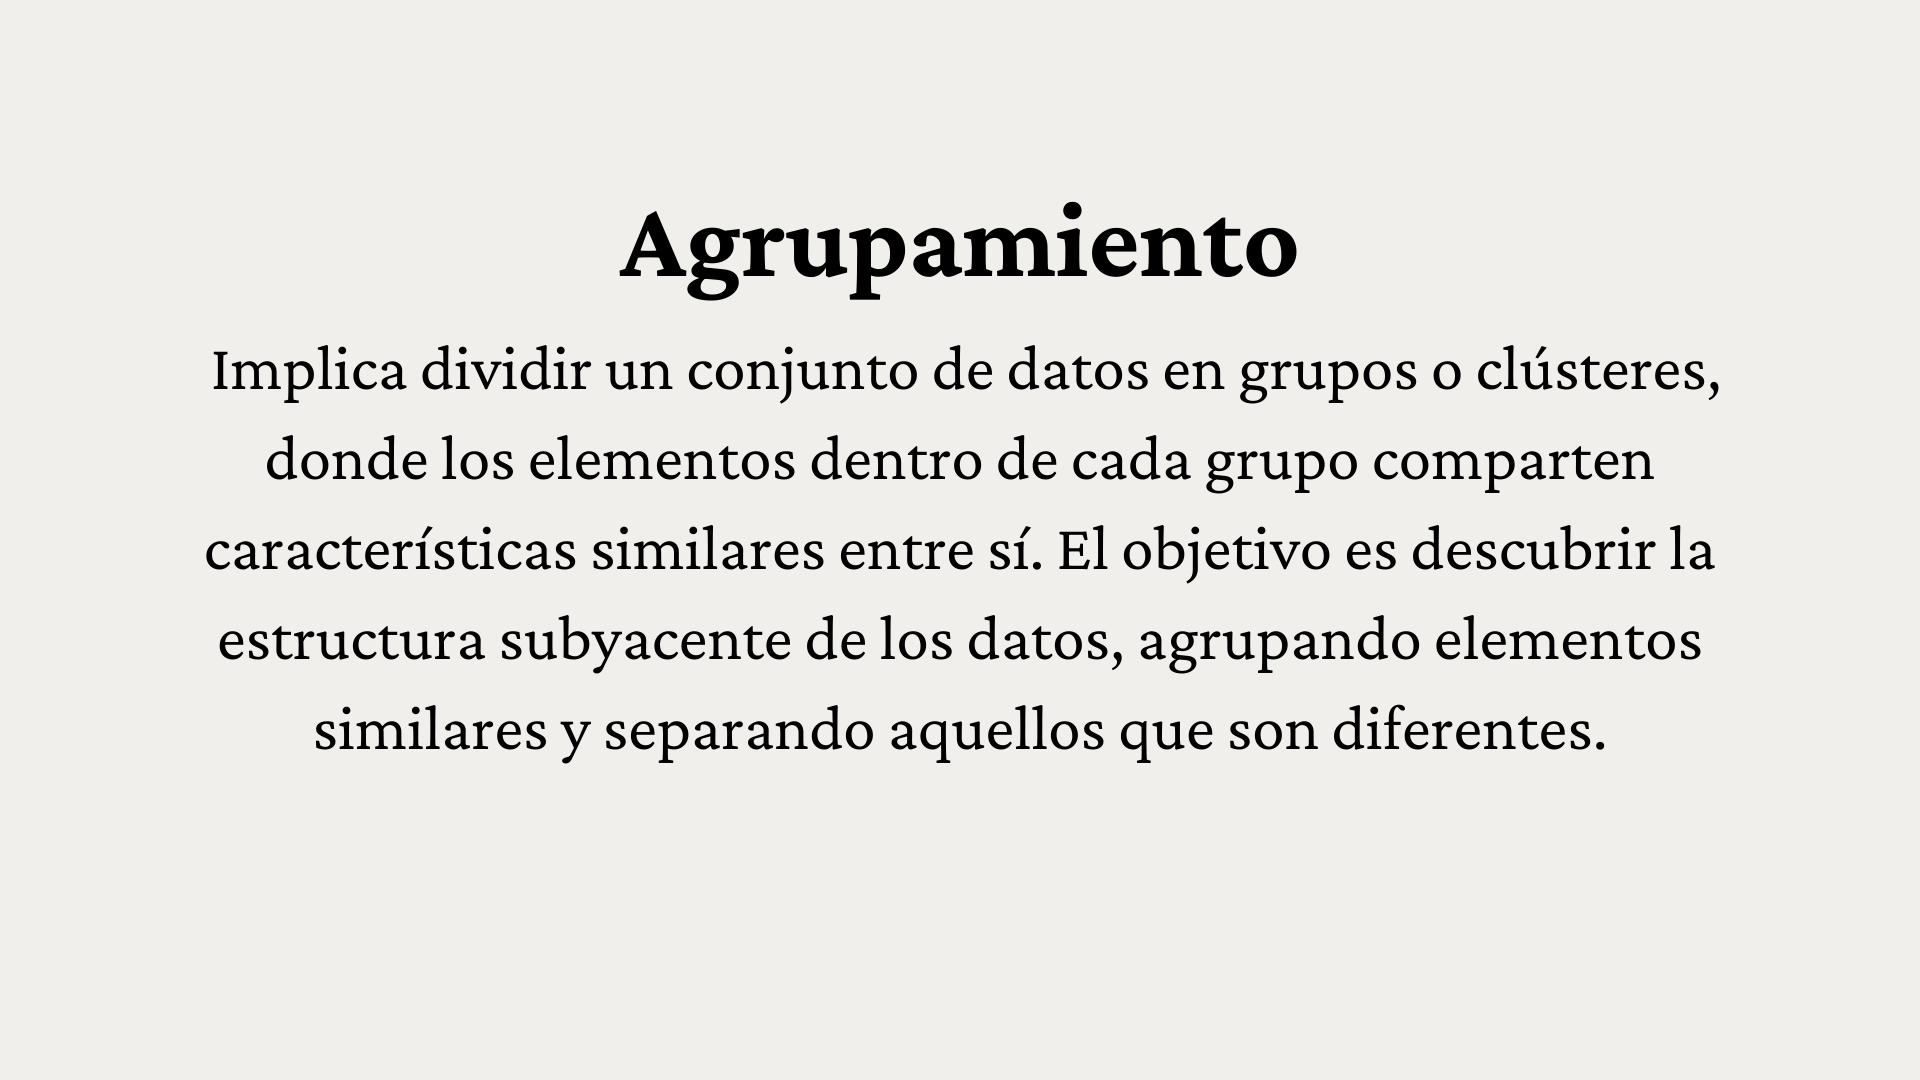 Agrupamiento
Implica dividir un conjunto de datos en grupos o clústeres,
donde los elementos dentro de cada grupo comparten
características similares entre sí. El objetivo es descubrir la
estructura subyacente de los datos, agrupando elementos
similares y separando aquellos que son diferentes.